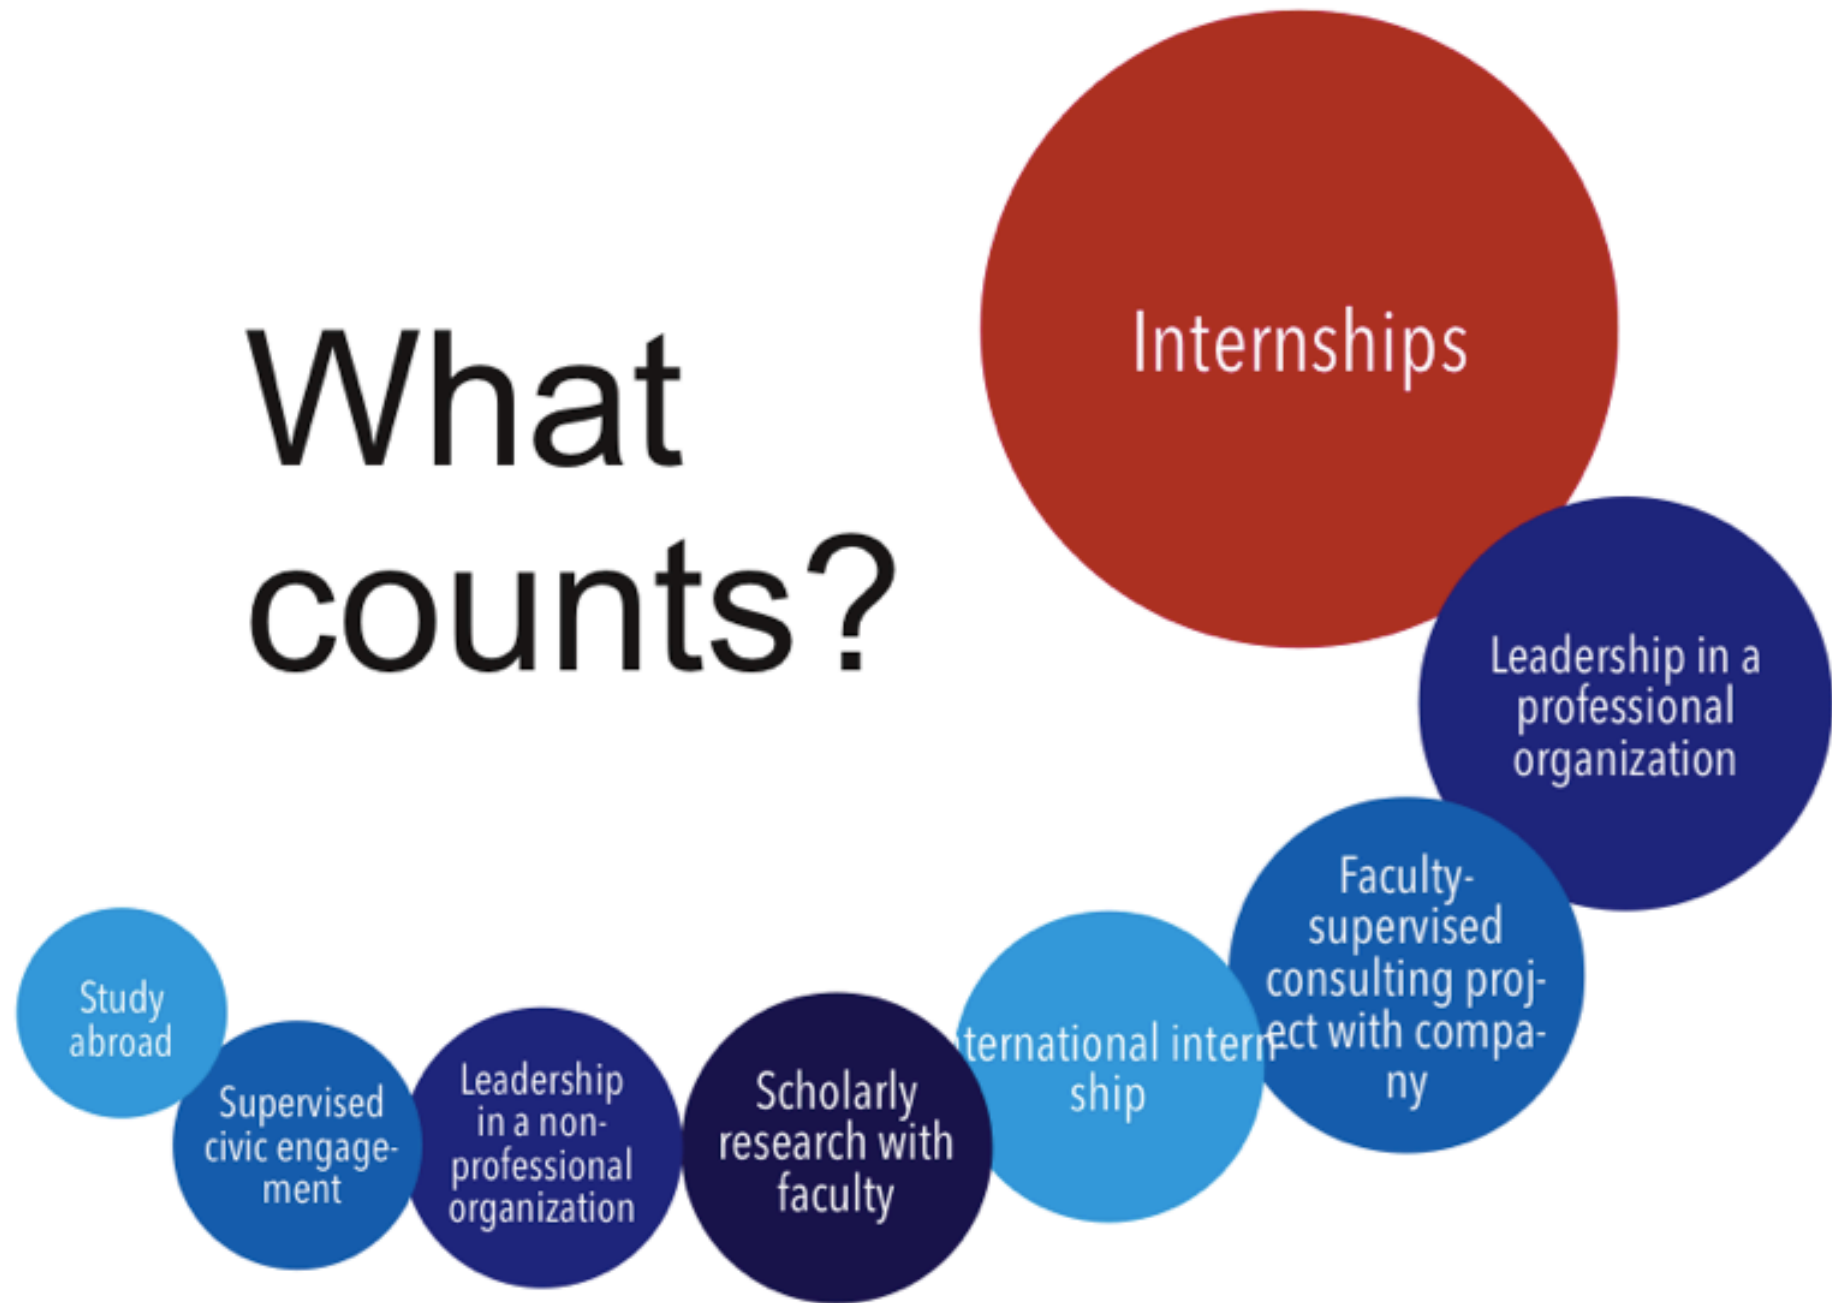 What
counts?
Internships
Leadership in a
professional
organization
Faculty-
supervised
consulting proj-
ect with compa-
ny
ternational intern-
ship
Scholarly
research with
faculty
Leadership
in a non-
professional
organization
Supervised
civic engage-
ment
Study
abroad